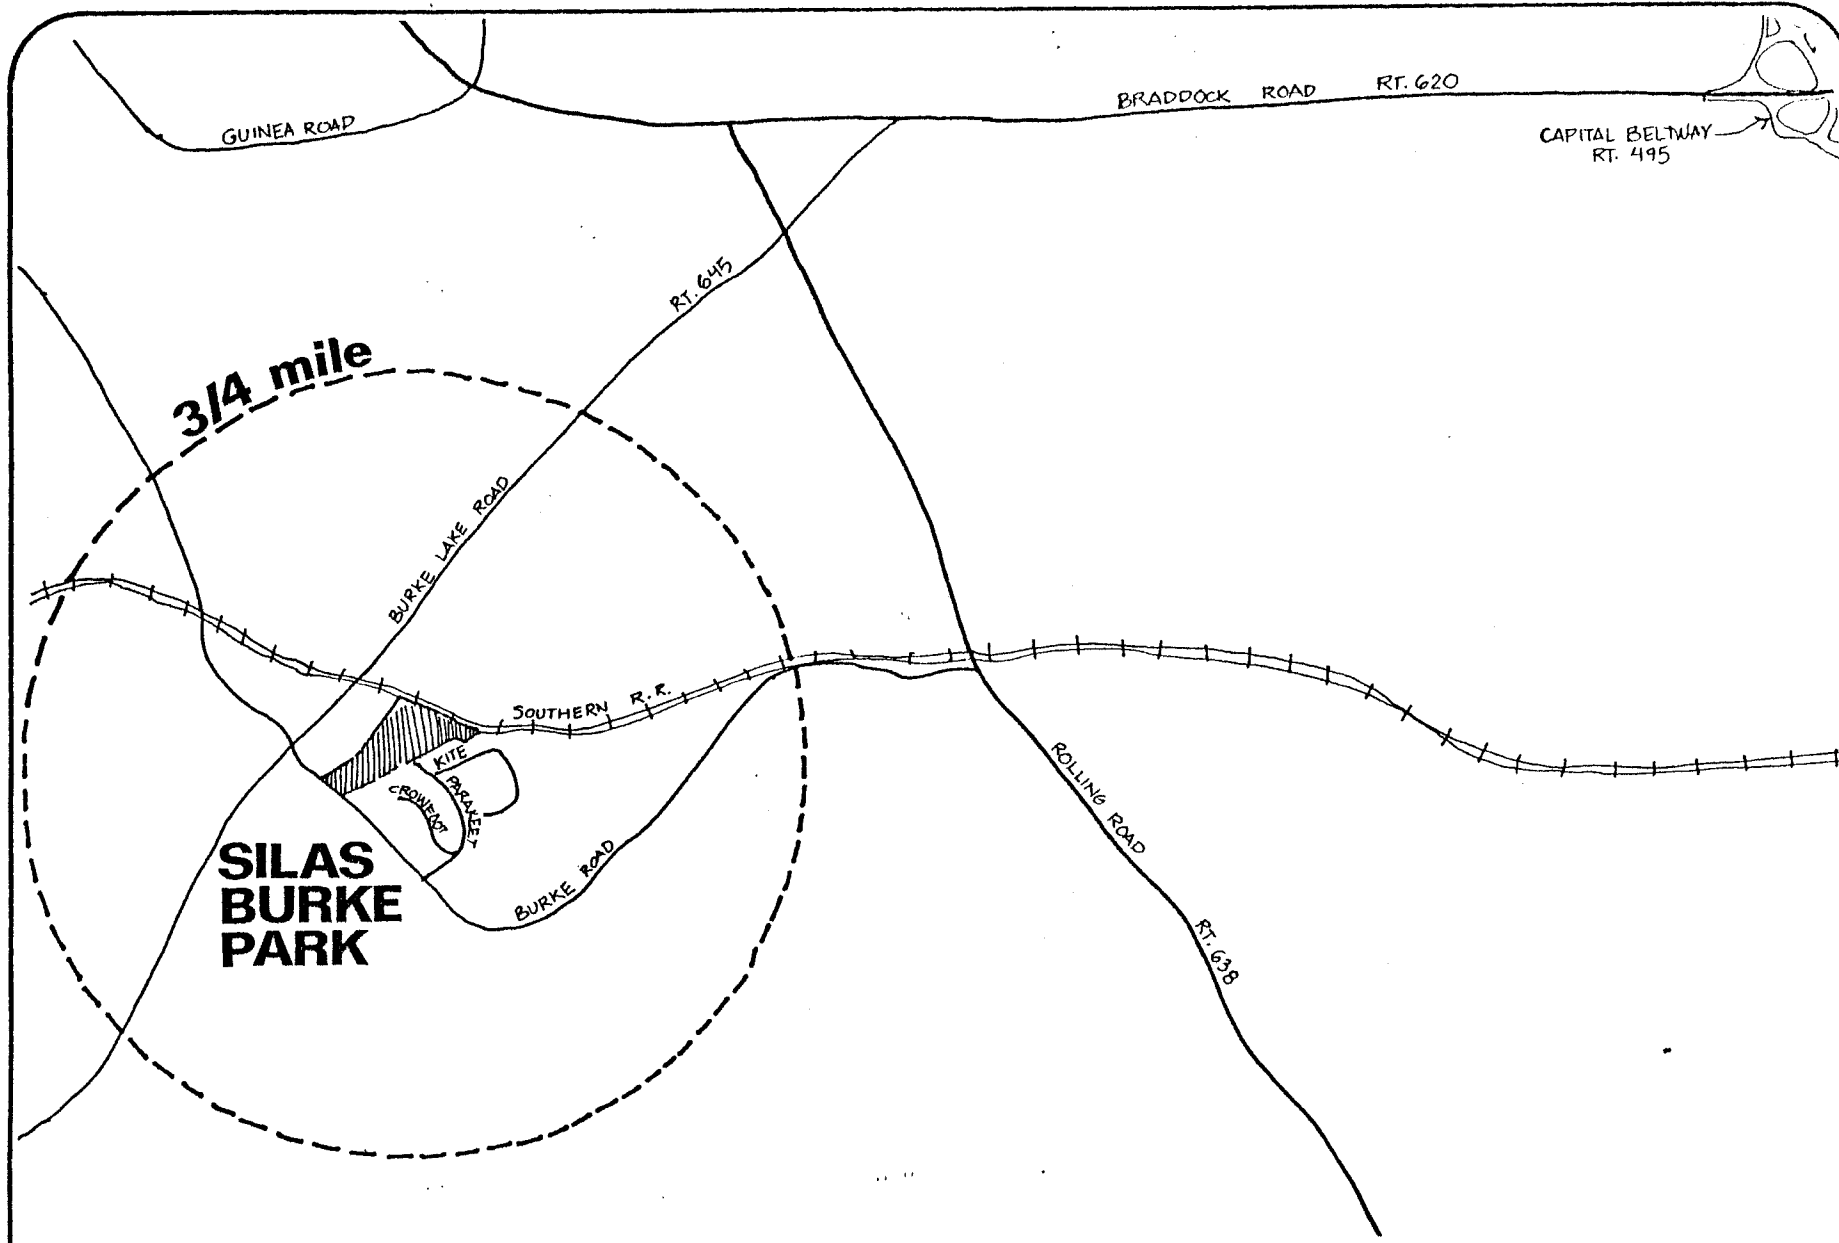 BRADDOCK ROAD RT. 620
GUINEA ROAD
CAPITAL BELTWAY
RT. 495
RT. 645
3/4 mile
BURKE LAKE ROAD
SOUTHERN R.R.
KITE
PARAKEET
CROWFOOT
ROLLING ROAD
BURKE ROAD
SILAS
BURKE
PARK
RT. 638